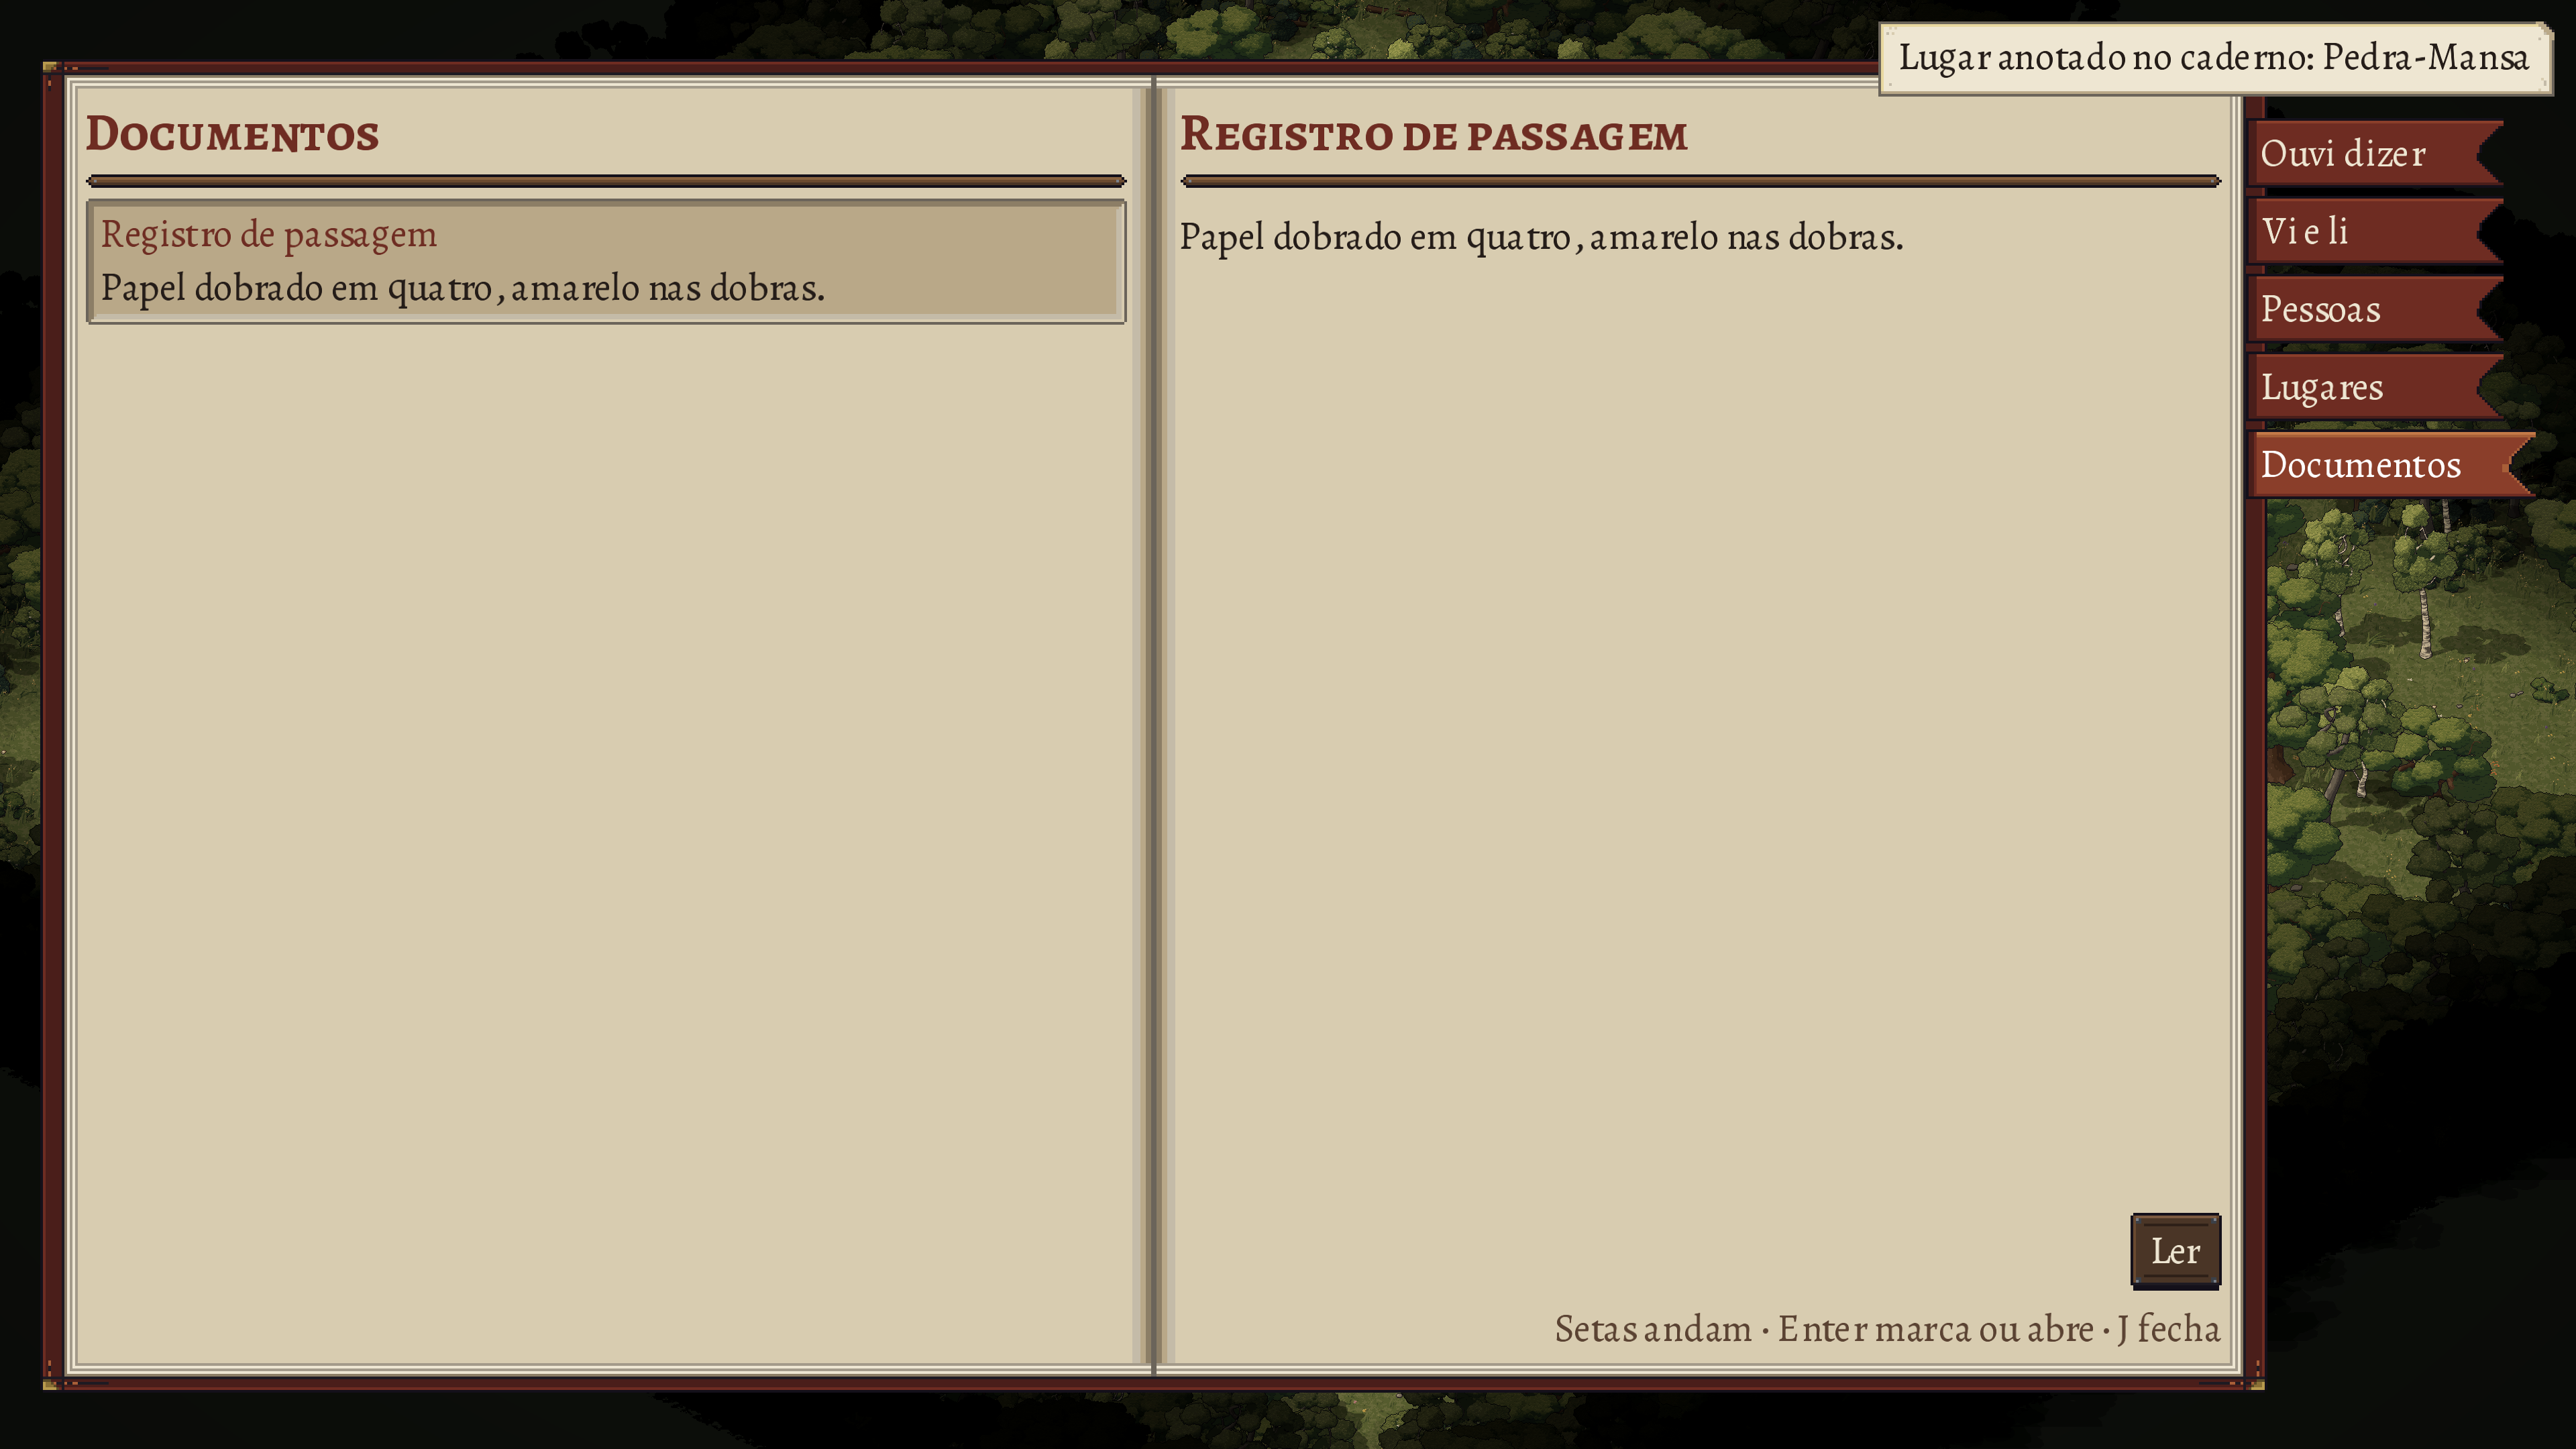 Lugar anotado no caderno: Pedra-Mansa
Documentos
Registro de passagem
Papel dobrado em quatro, amarelo nas dobras.
Registro de passagem
Papel dobrado em quatro, amarelo nas dobras.
Ler
Setas andam · Enter marca ou abre · J fecha
Ouvi dizer
Vi e li
Pessoas
Lugares
Documentos